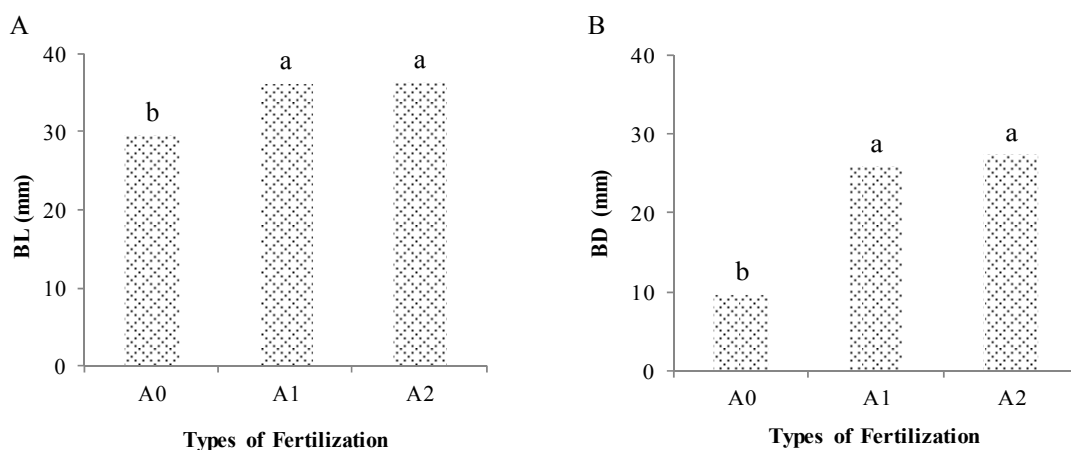 A
BL (mm)
40
30
20
10
0
b
a
a
A0 A1 A2
Types of Fertilization
B
BD (mm)
40
30
20
10
0
b
a
a
A0 A1 A2
Types of Fertilization